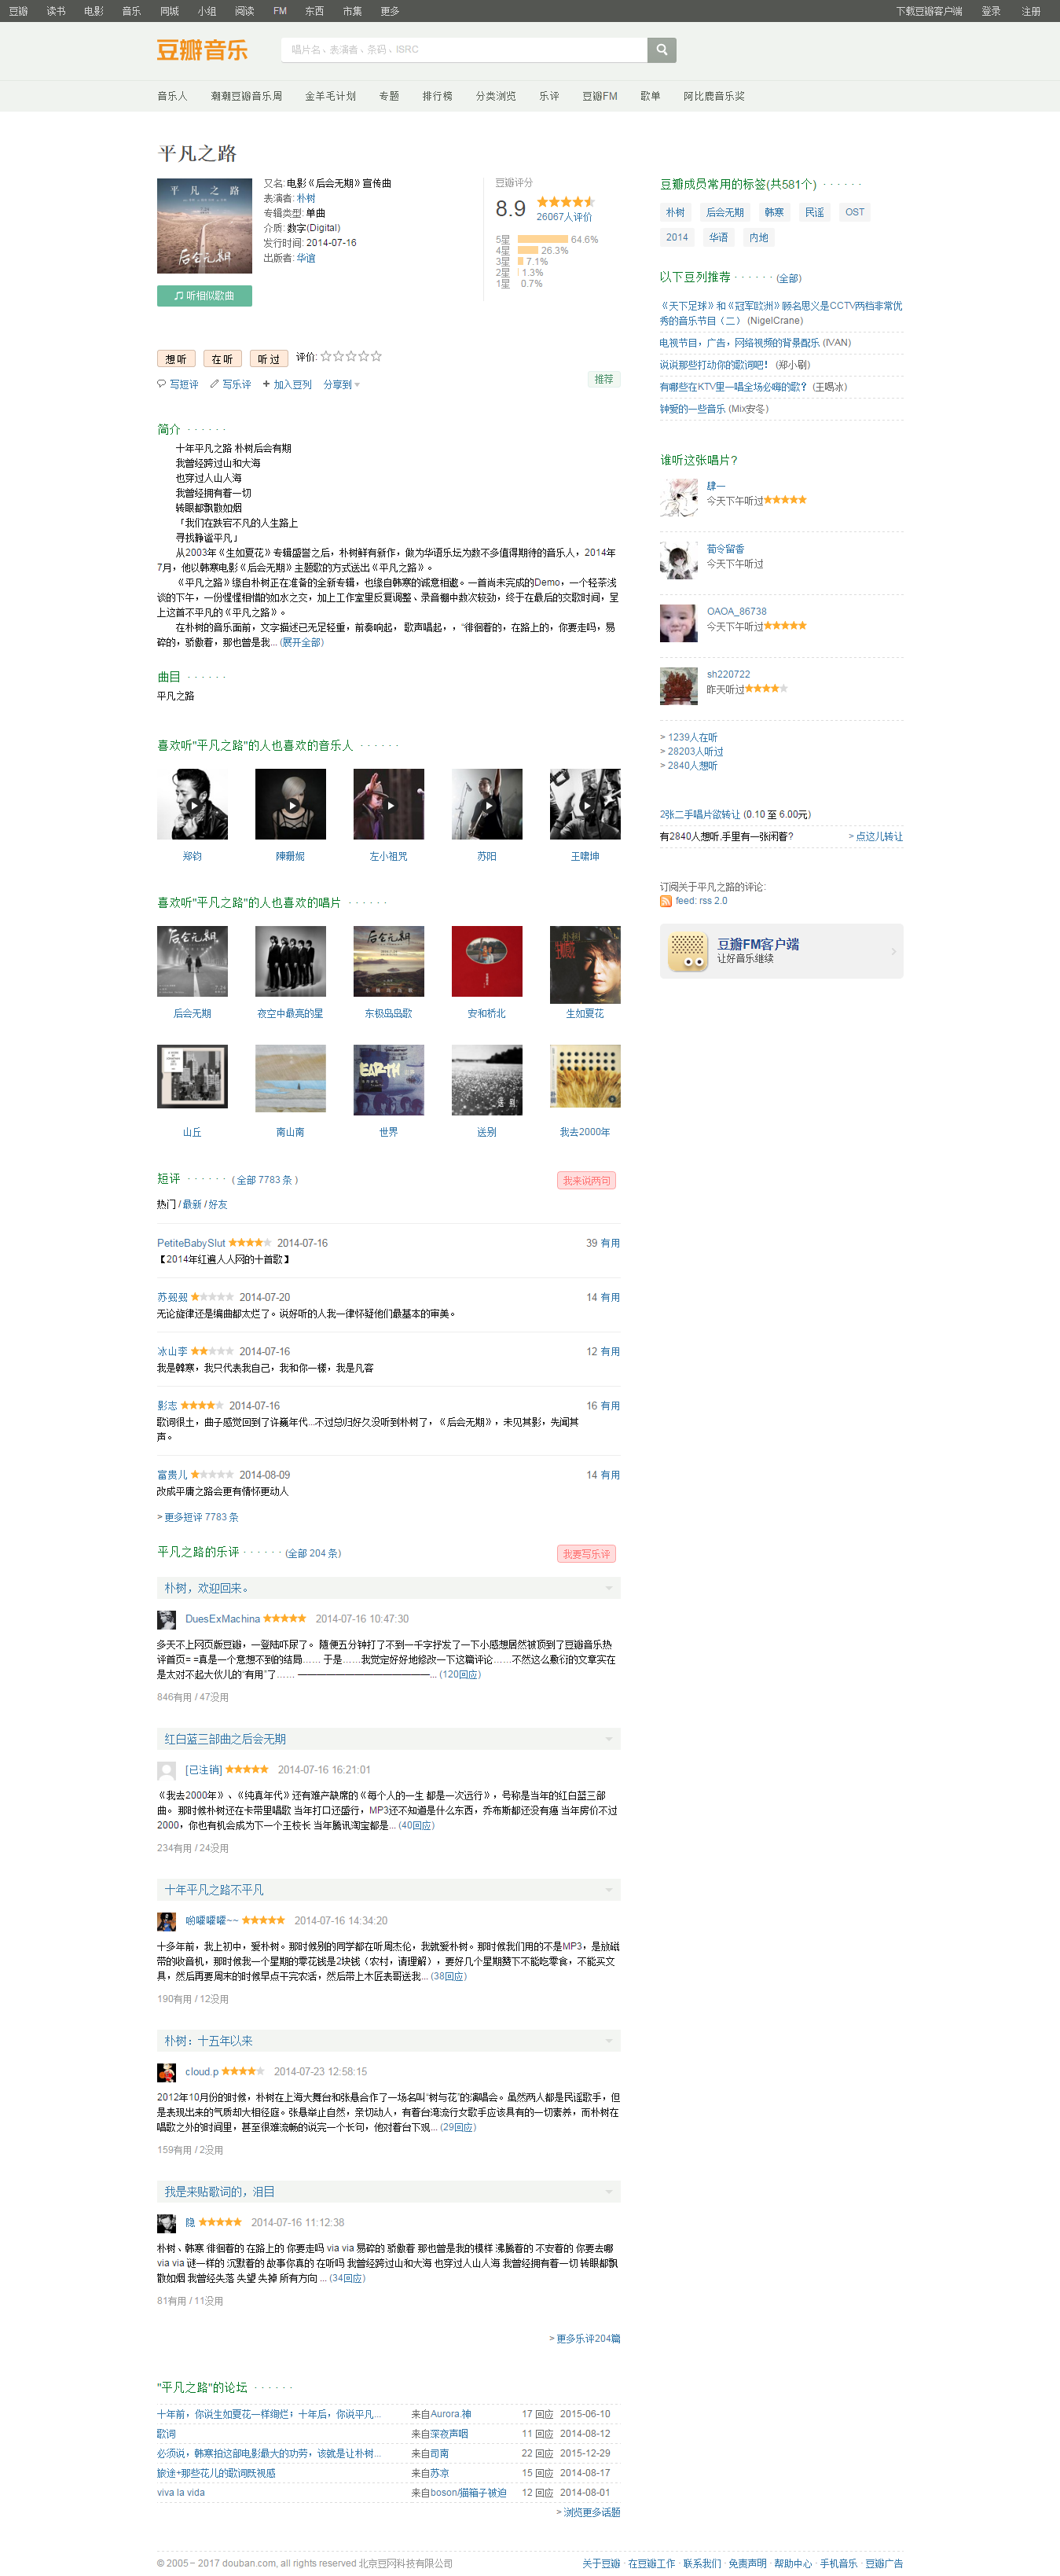 豆瓣 读书 电影 音乐 同城 小组 阅读 FM 东西 市集 更多 下载豆瓣客户端 登录 注册
豆瓣音乐
唱片名、表演者、条码、ISRC
音乐人 潮潮豆瓣音乐周 金羊毛计划 专题 排行榜 分类浏览 乐评 豆瓣FM 歌单 阿比鹿音乐奖
平凡之路
平 凡 之 路
后会无期
又名: 电影《后会无期》宣传曲
表演者: 朴树
专辑类型: 单曲
介质: 数字(Digital)
发行时间: 2014-07-16
出版者: 华谊
听相似歌曲
豆瓣评分
8.9
26067人评价
5星 64.6%
4星 26.3%
3星 7.1%
2星 1.3%
1星 0.7%
想听 在听 听过 评价:
写短评 写乐评 加入豆列 分享到
推荐
简介 · · · · · ·
十年平凡之路 朴树后会有期
我曾经跨过山和大海
也穿过人山人海
我曾经拥有着一切
转眼都飘散如烟
「我们在跌宕不凡的人生路上
寻找静谧平凡」
从2003年《生如夏花》专辑盛誉之后，朴树鲜有新作，做为华语乐坛为数不多值得期待的音乐人，2014年
7月，他以韩寒电影《后会无期》主题歌的方式送出《平凡之路》。
《平凡之路》缘自朴树正在准备的全新专辑，也缘自韩寒的诚意相邀。一首尚未完成的Demo，一个轻茶浅
谈的下午，一份惺惺相惜的如水之交，加上工作室里反复调整、录音棚中数次较劲，终于在最后的交歌时间，呈
上这首不平凡的《平凡之路》。
在朴树的音乐面前，文字描述已无足轻重，前奏响起， 歌声唱起，，“徘徊着的，在路上的，你要走吗，易
碎的，骄傲着，那也曾是我... (展开全部)
曲目 · · · · · ·
平凡之路
喜欢听"平凡之路"的人也喜欢的音乐人 · · · · · ·
郑钧 陳珊妮 左小祖咒 苏阳 王啸坤
喜欢听"平凡之路"的人也喜欢的唱片 · · · · · ·
后会无期 夜空中最亮的星 东极岛岛歌 安和桥北 生如夏花
山丘 南山南 世界 送别 我去2000年
短评 · · · · · · ( 全部 7783 条 )
我来说两句
热门 / 最新 / 好友
PetiteBabySlut 2014-07-16 39 有用
【2014年红遍人人网的十首歌】
苏叕叕 2014-07-20 14 有用
无论旋律还是编曲都太烂了。说好听的人我一律怀疑他们最基本的审美。
冰山李 2014-07-16 12 有用
我是韓寒，我只代表我自己，我和你一樣，我是凡客
影志 2014-07-16 16 有用
歌词很土，曲子感觉回到了许巍年代...不过总归好久没听到朴树了，《后会无期》，未见其影，先闻其
声。
富贵儿 2014-08-09 14 有用
改成平庸之路会更有情怀更动人
> 更多短评 7783 条
平凡之路的乐评 · · · · · · (全部 204 条)
我要写乐评
朴树，欢迎回来。
DuesExMachina 2014-07-16 10:47:30
多天不上网页版豆瓣，一登陆吓尿了。 随便五分钟打了不到一千字抒发了一下小感想居然被顶到了豆瓣音乐热
评首页= =真是一个意想不到的结局…… 于是……我觉定好好地修改一下这篇评论……不然这么敷衍的文章实在
是太对不起大伙儿的“有用”了…… ——————————————... (120回应)
846有用 / 47没用
红白蓝三部曲之后会无期
[已注销] 2014-07-16 16:21:01
《我去2000年》、《纯真年代》还有难产缺席的《每个人的一生 都是一次远行》，号称是当年的红白蓝三部
曲。 那时候朴树还在卡带里唱歌 当年打口还盛行，MP3还不知道是什么东西，乔布斯都还没有癌 当年房价不过
2000，你也有机会成为下一个王校长 当年腾讯淘宝都是... (40回应)
234有用 / 24没用
十年平凡之路不平凡
哟嚯嚯嚯~~ 2014-07-16 14:34:20
十多年前，我上初中，爱朴树。那时候别的同学都在听周杰伦，我就爱朴树。那时候我们用的不是MP3，是放磁
带的收音机，那时候我一个星期的零花钱是2块钱（农村，请理解），要好几个星期攒下不能吃零食，不能买文
具，然后再要周末的时候早点干完农活，然后带上木匠表哥送我... (38回应)
190有用 / 12没用
朴树：十五年以来
cloud.p 2014-07-23 12:58:15
2012年10月份的时候，朴树在上海大舞台和张悬合作了一场名叫“树与花”的演唱会。虽然两人都是民谣歌手，但
是表现出来的气质却大相径庭。张悬举止自然，亲切动人，有着台湾流行女歌手应该具有的一切素养，而朴树在
唱歌之外的时间里，甚至很难流畅的说完一个长句，他对着台下观... (29回应)
159有用 / 2没用
我是来贴歌词的，泪目
隐 2014-07-16 11:12:38
朴树、韩寒 徘徊着的 在路上的 你要走吗 via via 易碎的 骄傲着 那也曾是我的模样 沸腾着的 不安着的 你要去哪
via via 谜一样的 沉默着的 故事你真的 在听吗 我曾经跨过山和大海 也穿过人山人海 我曾经拥有着一切 转眼都飘
散如烟 我曾经失落 失望 失掉 所有方向 ... (34回应)
81有用 / 11没用
> 更多乐评204篇
"平凡之路"的论坛 · · · · · ·
十年前，你说生如夏花一样绚烂；十年后，你说平凡... 来自Aurora.神 17 回应 2015-06-10
歌词 来自深夜声呃 11 回应 2014-08-12
必须说，韩寒拍这部电影最大的功劳，该就是让朴树... 来自司南 22 回应 2015-12-29
旅途+那些花儿的歌词既视感 来自苏京 15 回应 2014-08-17
viva la vida 来自boson/猫箱子被迫 12 回应 2014-08-01
> 浏览更多话题
豆瓣成员常用的标签(共581个) · · · · · ·
朴树 后会无期 韩寒 民谣 OST
2014 华语 内地
以下豆列推荐 · · · · · · (全部)
《天下足球》和《冠军欧洲》顾名思义是CCTV两档非常优
秀的音乐节目（二） (NigelCrane)
电视节目，广告，网络视频的背景配乐 (IVAN)
说说那些打动你的歌词吧！ (郑小剧)
有哪些在KTV里一唱全场必嗨的歌？ (王喝冰)
钟爱的一些音乐 (Mix安冬)
谁听这张唱片?
肆一
今天下午听过
荀令留香
今天下午听过
OAOA_86738
今天下午听过
sh220722
昨天听过
> 1239人在听
> 28203人听过
> 2840人想听
2张二手唱片欲转让 (0.10 至 6.00元)
有2840人想听,手里有一张闲着? > 点这儿转让
订阅关于平凡之路的评论:
feed: rss 2.0
豆瓣FM客户端
让好音乐继续
© 2005－2017 douban.com, all rights reserved 北京豆网科技有限公司 关于豆瓣 · 在豆瓣工作 · 联系我们 · 免责声明 · 帮助中心 · 手机音乐 · 豆瓣广告